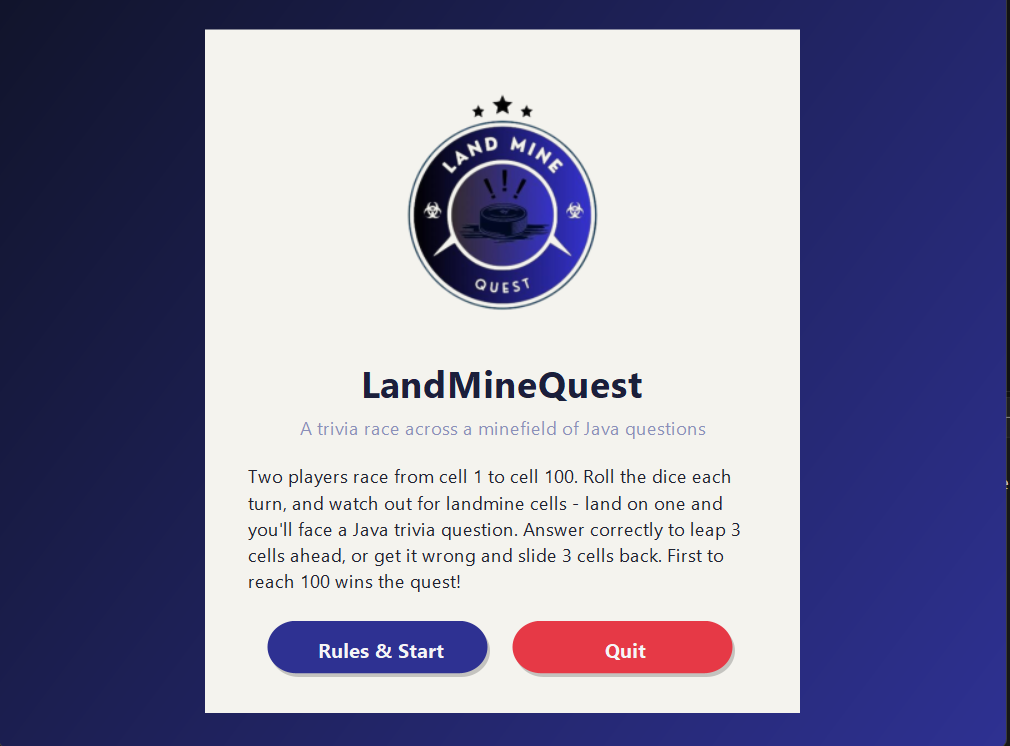 LAND MINE
!!!
QUEST
LandMineQuest
A trivia race across a minefield of Java questions
Two players race from cell 1 to cell 100. Roll the dice each
turn, and watch out for landmine cells - land on one and
you'll face a Java trivia question. Answer correctly to leap 3
cells ahead, or get it wrong and slide 3 cells back. First to
reach 100 wins the quest!
Rules & Start
Quit